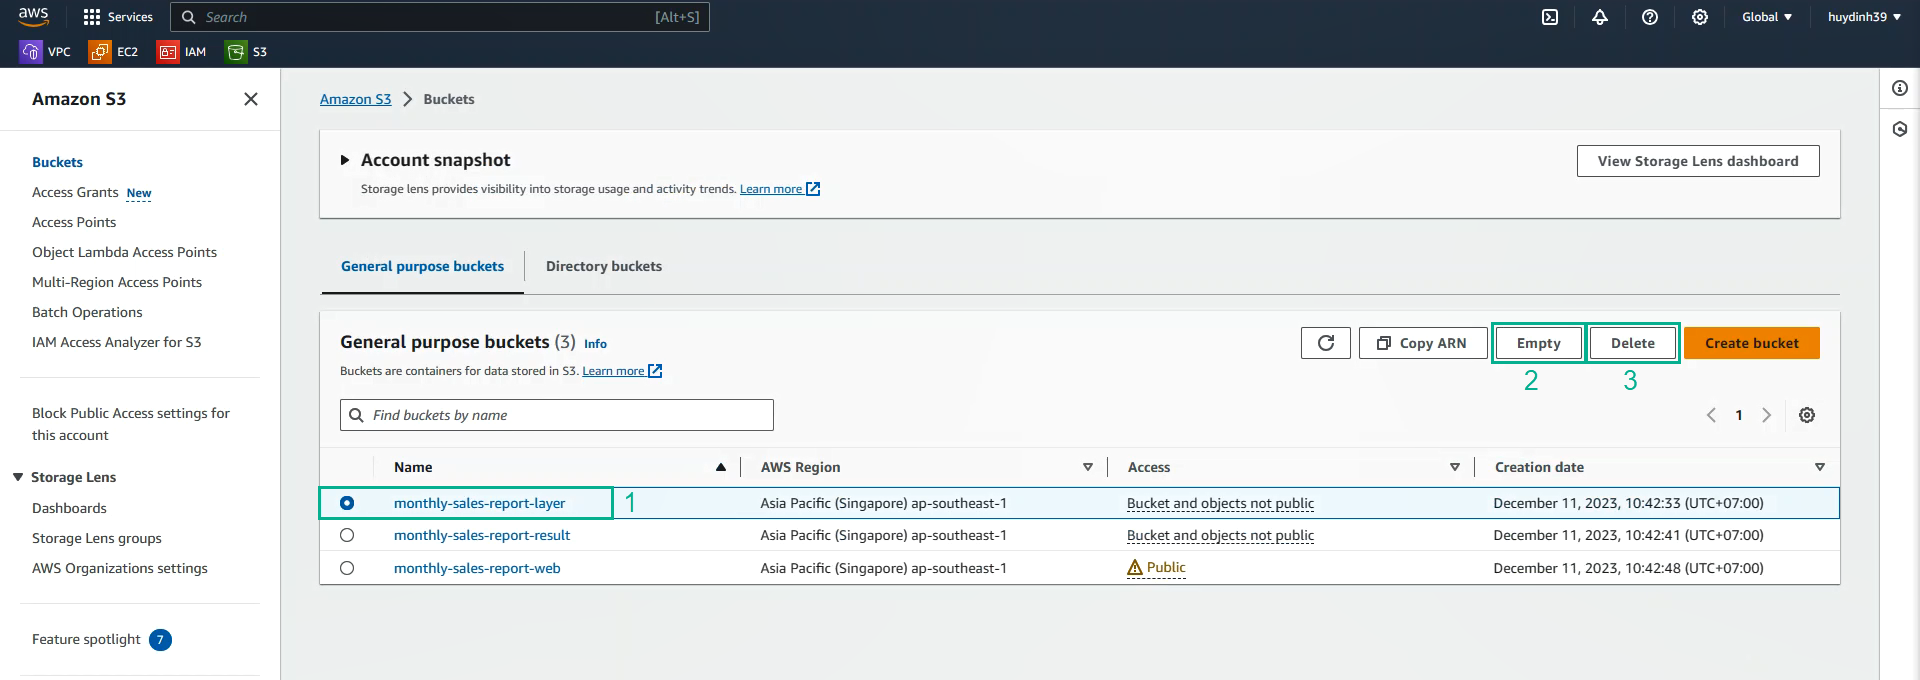 aws Services Search [Alt+S] Global huydinh39
VPC EC2 IAM S3
Amazon S3
Buckets
Access Grants New
Access Points
Object Lambda Access Points
Multi-Region Access Points
Batch Operations
IAM Access Analyzer for S3
Block Public Access settings for
this account
Storage Lens
Dashboards
Storage Lens groups
AWS Organizations settings
Feature spotlight 7
Amazon S3 Buckets
Account snapshot
View Storage Lens dashboard
Storage lens provides visibility into storage usage and activity trends. Learn more
General purpose buckets Directory buckets
General purpose buckets (3) Info
Copy ARN Empty Delete Create bucket
Buckets are containers for data stored in S3. Learn more
2 3
Find buckets by name
1
Name AWS Region Access Creation date
monthly-sales-report-layer 1 Asia Pacific (Singapore) ap-southeast-1 Bucket and objects not public December 11, 2023, 10:42:33 (UTC+07:00)
monthly-sales-report-result Asia Pacific (Singapore) ap-southeast-1 Bucket and objects not public December 11, 2023, 10:42:41 (UTC+07:00)
monthly-sales-report-web Asia Pacific (Singapore) ap-southeast-1 Public December 11, 2023, 10:42:48 (UTC+07:00)